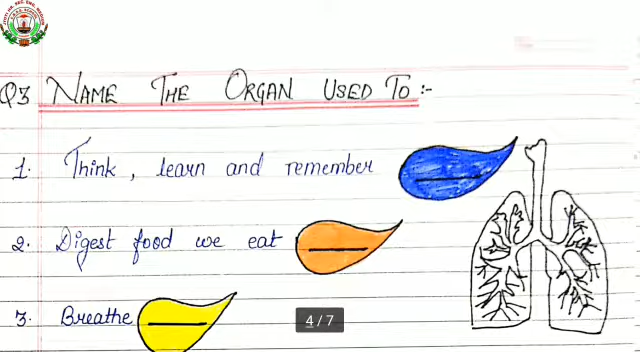 Q3 NAME THE ORGAN USED TO :-
1. Think, learn and remember
2. Digest food we eat
3. Breathe
4/7